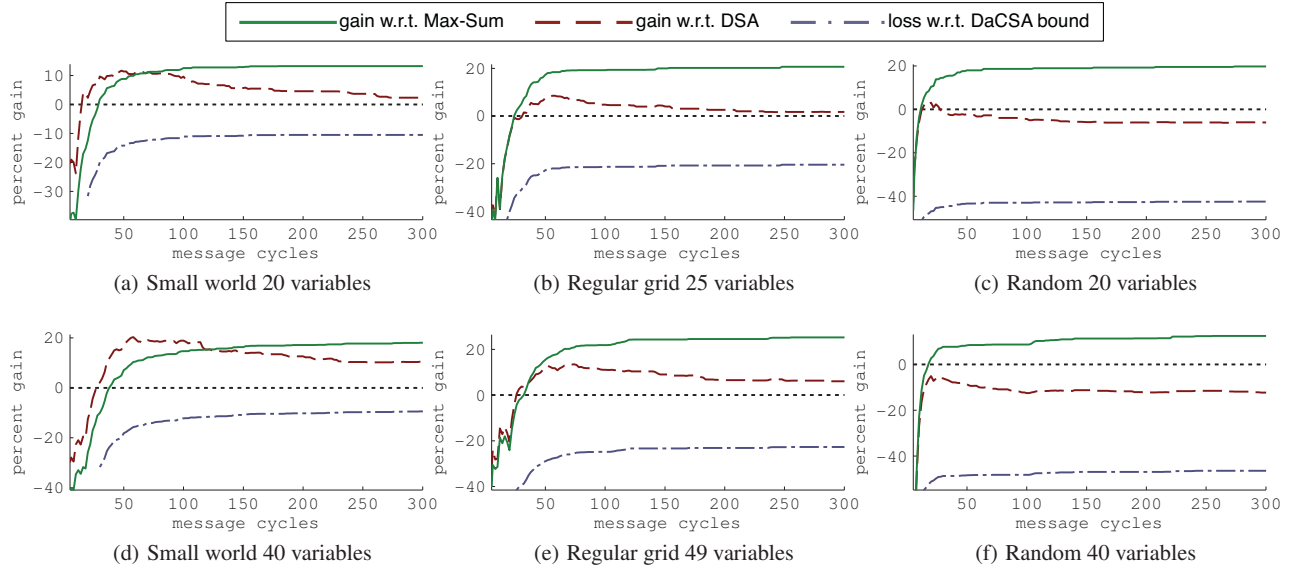 gain w.r.t. Max-Sum gain w.r.t. DSA loss w.r.t. DaCSA bound
percent gain
10
0
−10
−20
−30
50 100 150 200 250 300
message cycles
(a) Small world 20 variables
percent gain
20
0
−20
−40
50 100 150 200 250 300
message cycles
(b) Regular grid 25 variables
percent gain
20
0
−20
−40
50 100 150 200 250 300
message cycles
(c) Random 20 variables
percent gain
20
0
−20
−40
50 100 150 200 250 300
message cycles
(d) Small world 40 variables
percent gain
20
0
−20
−40
50 100 150 200 250 300
message cycles
(e) Regular grid 49 variables
percent gain
0
−20
−40
50 100 150 200 250 300
message cycles
(f) Random 40 variables